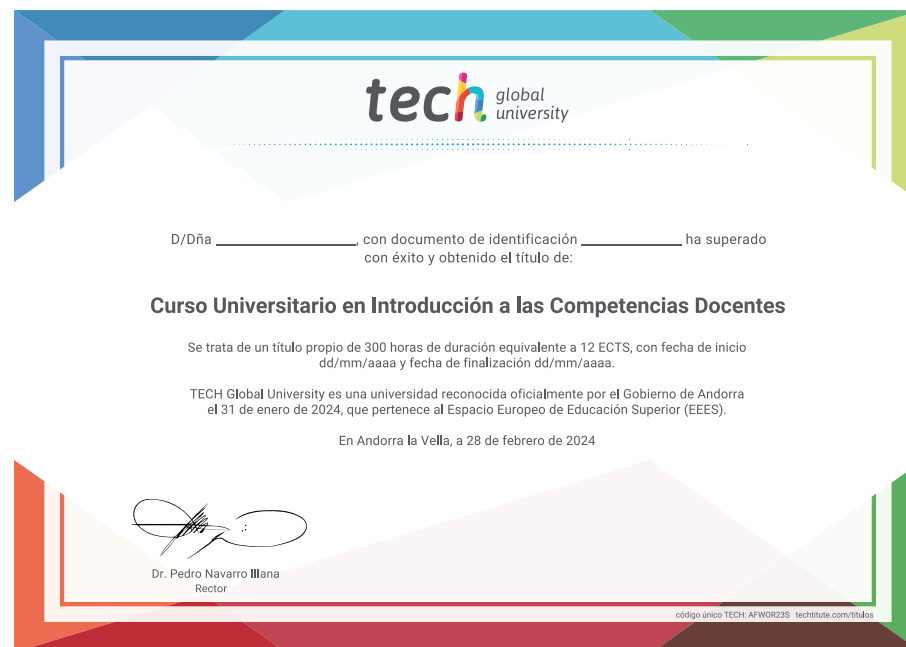 tech global
university
D/Dña ____________________, con documento de identificación ______________ ha superado
con éxito y obtenido el título de:
Curso Universitario en Introducción a las Competencias Docentes
Se trata de un título propio de 300 horas de duración equivalente a 12 ECTS, con fecha de inicio
dd/mm/aaaa y fecha de finalización dd/mm/aaaa.
TECH Global University es una universidad reconocida oficialmente por el Gobierno de Andorra
el 31 de enero de 2024, que pertenece al Espacio Europeo de Educación Superior (EEES).
En Andorra la Vella, a 28 de febrero de 2024
Dr. Pedro Navarro Illana
Rector
código único TECH: AFWOR23S techtitute.com/titulos